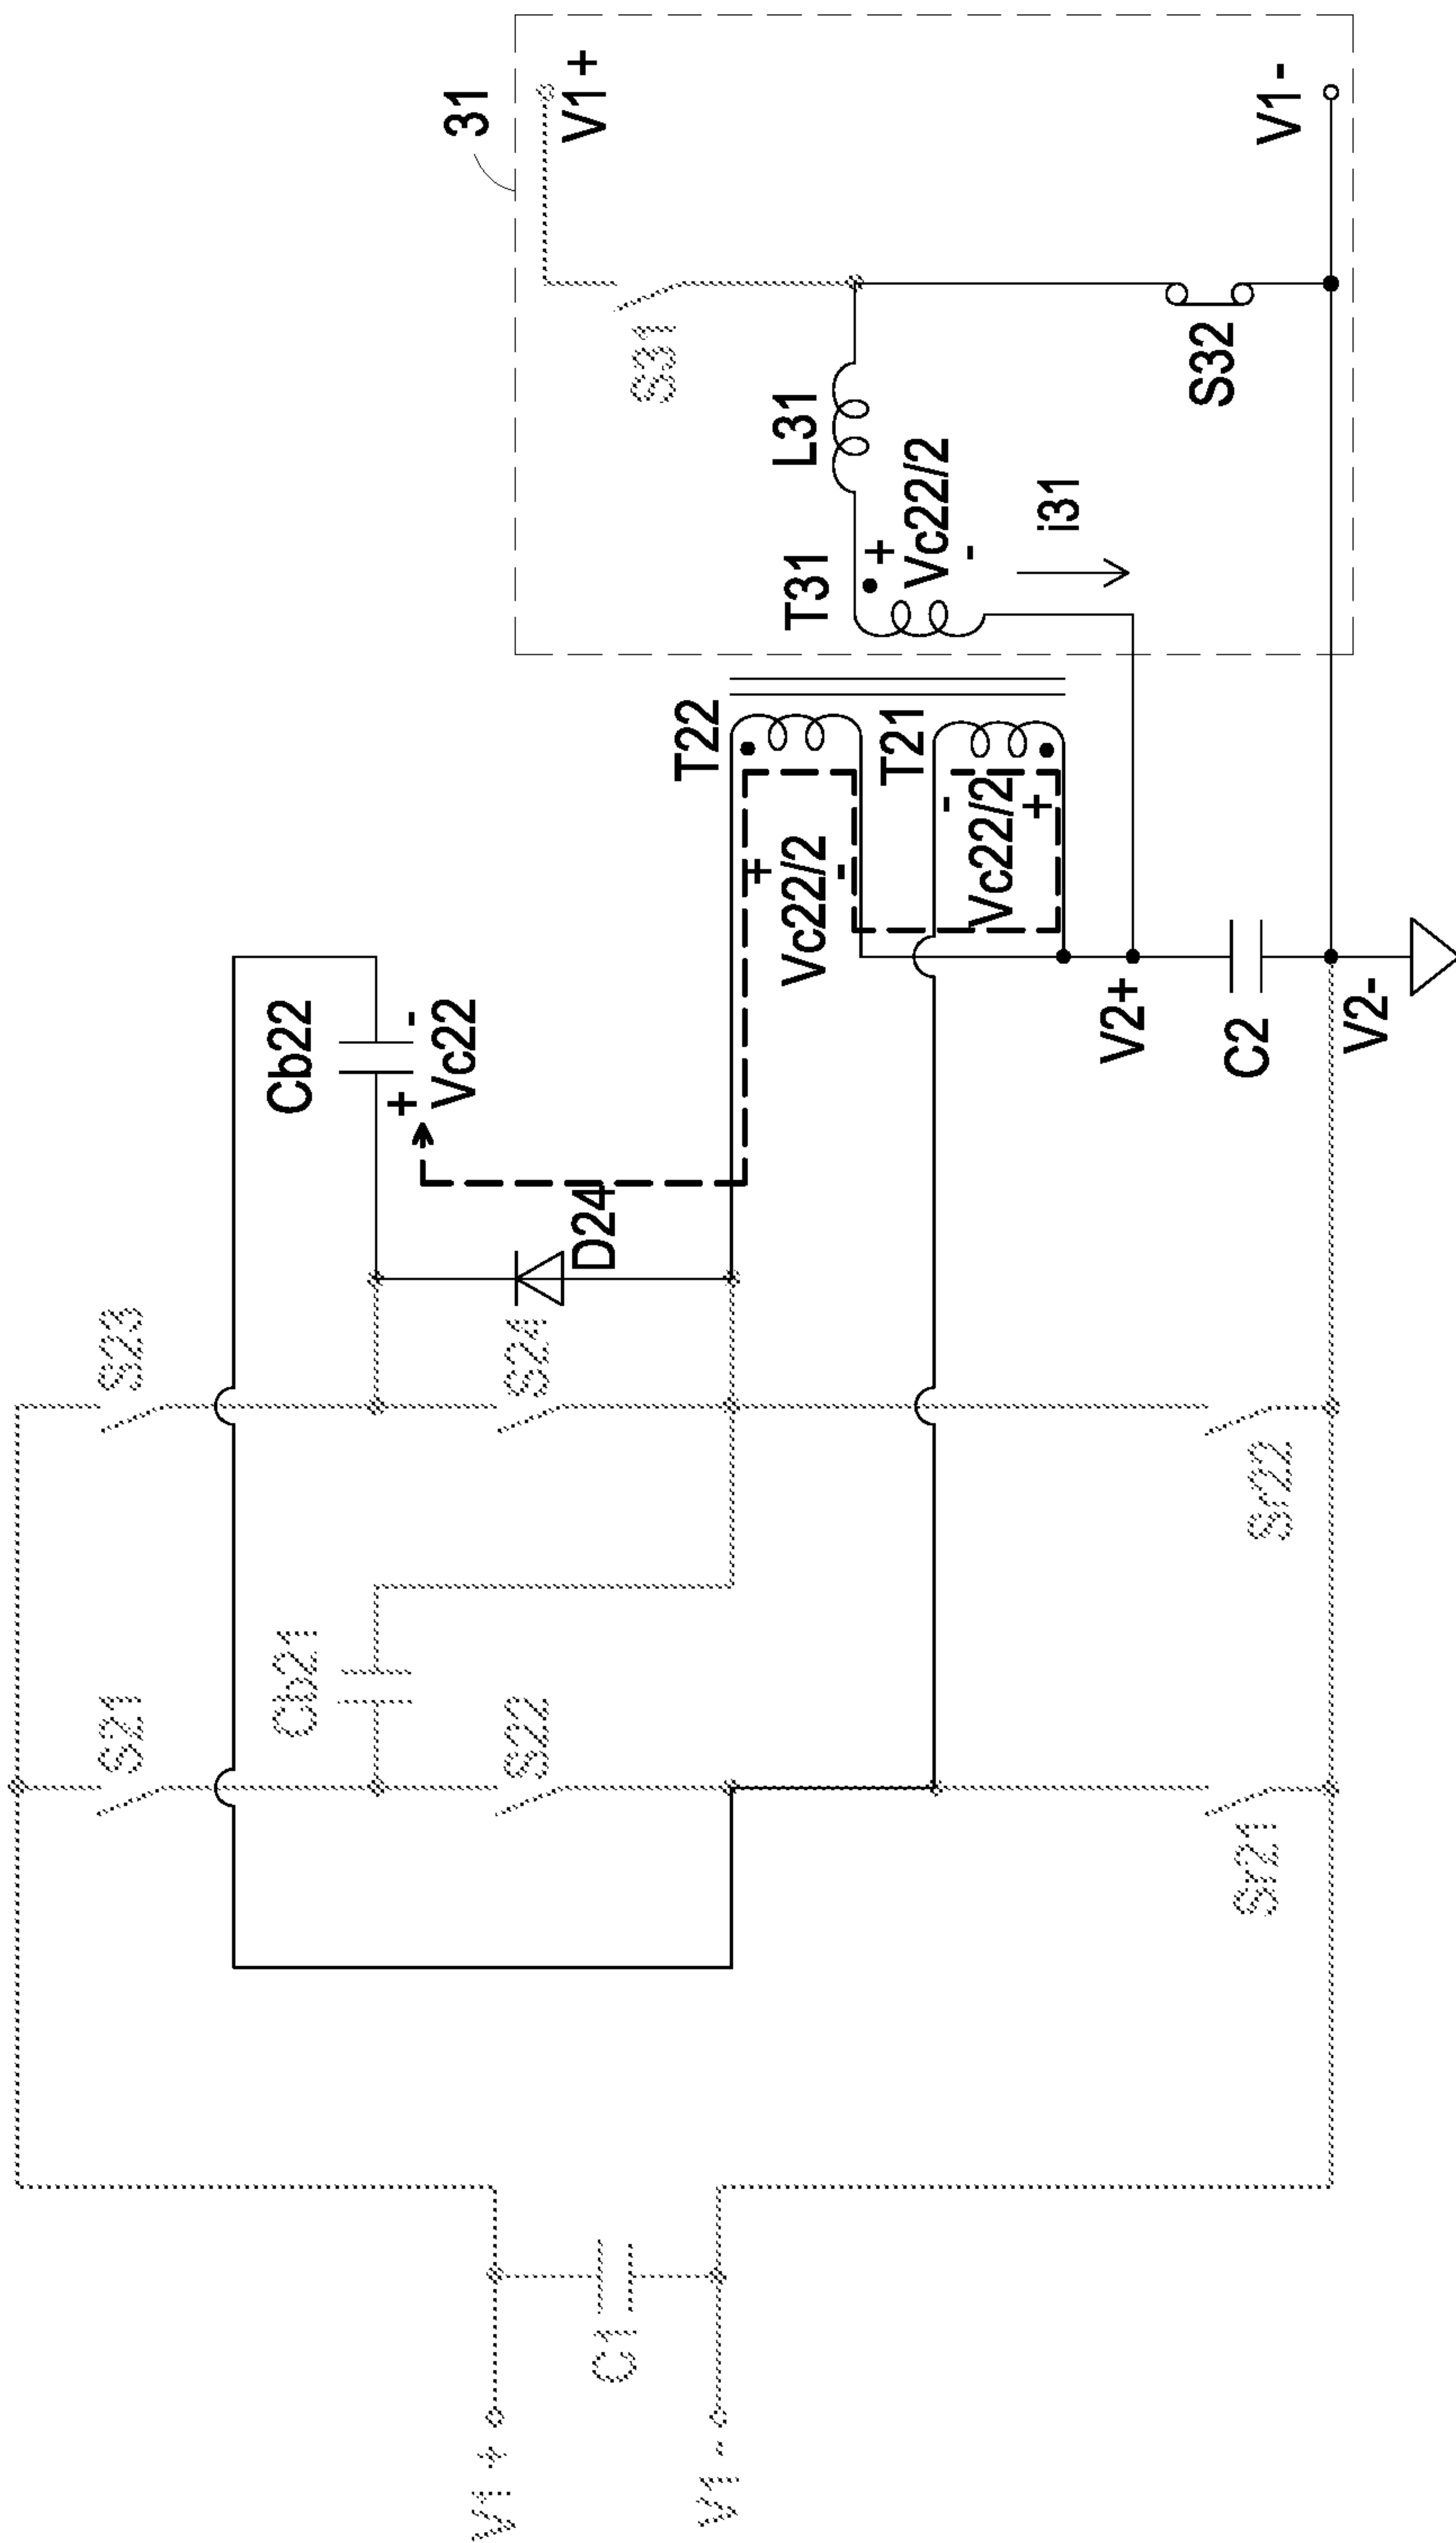 31
V1+
V1-
S31
S32
L31
T31
+
Vc22/2
-
i31
T22
T21
+
Vc22/2
-
-
Vc22/2
+
Cb22
+
-
Vc22
D24
V2+
C2
V2-
S23
S24
Sr22
Cb21
S21
S22
Sr21
C1
V1+
V1-